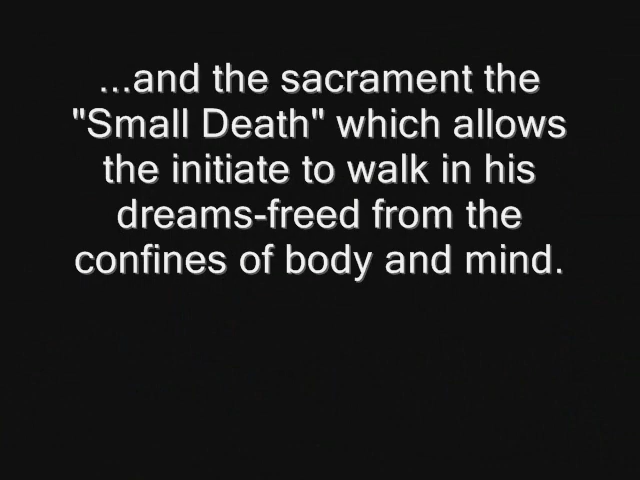 ...and the sacrament the
"Small Death" which allows
the initiate to walk in his
dreams-freed from the
confines of body and mind.